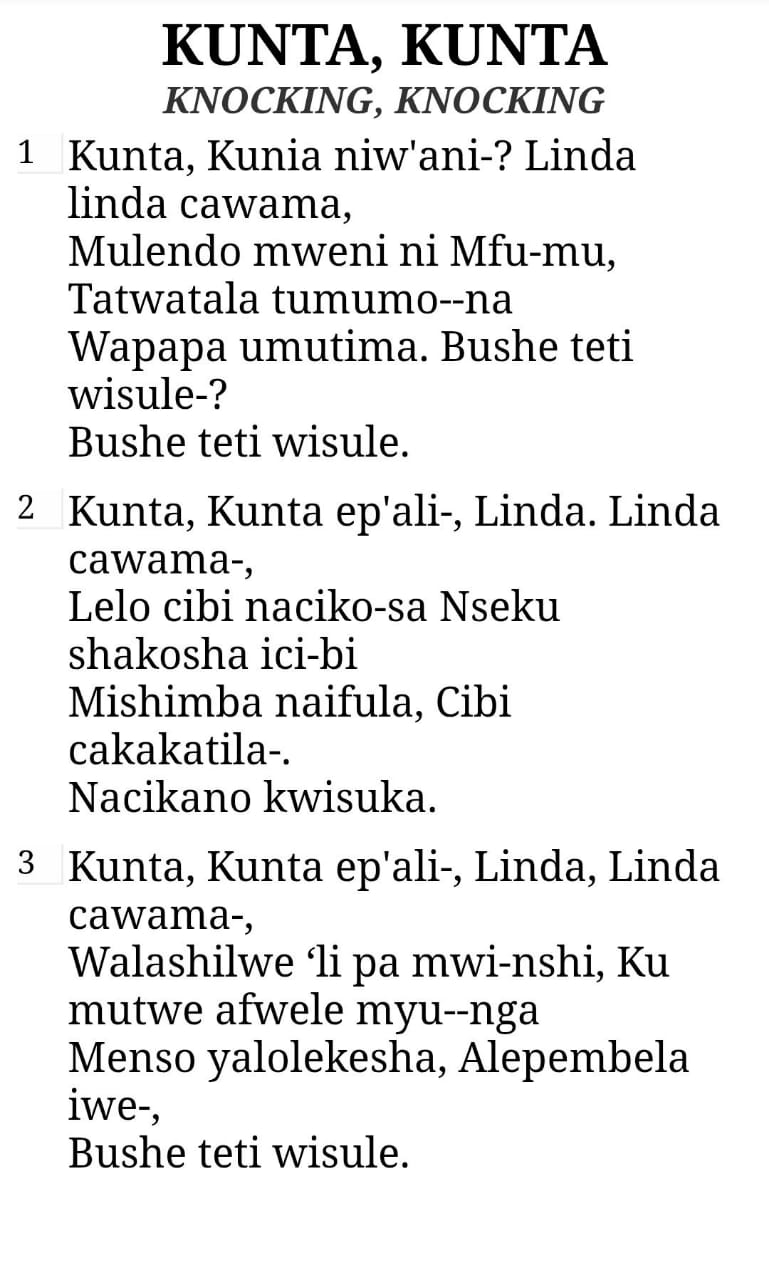 KUNTA, KUNTA
KNOCKING, KNOCKING
1 Kunta, Kunia niw'ani-? Linda
linda cawama,
Mulendo mweni ni Mfu-mu,
Tatwatala tumumo--na
Wapapa umutima. Bushe teti
wisule-?
Bushe teti wisule.
2 Kunta, Kunta ep'ali-, Linda. Linda
cawama-,
Lelo cibi naciko-sa Nseku
shakosha ici-bi
Mishimba naifula, Cibi
cakakatila-.
Nacikano kwisuka.
3 Kunta, Kunta ep'ali-, Linda, Linda
cawama-,
Walashilwe ‘li pa mwi-nshi, Ku
mutwe afwele myu--nga
Menso yalolekesha, Alepembela
iwe-,
Bushe teti wisule.